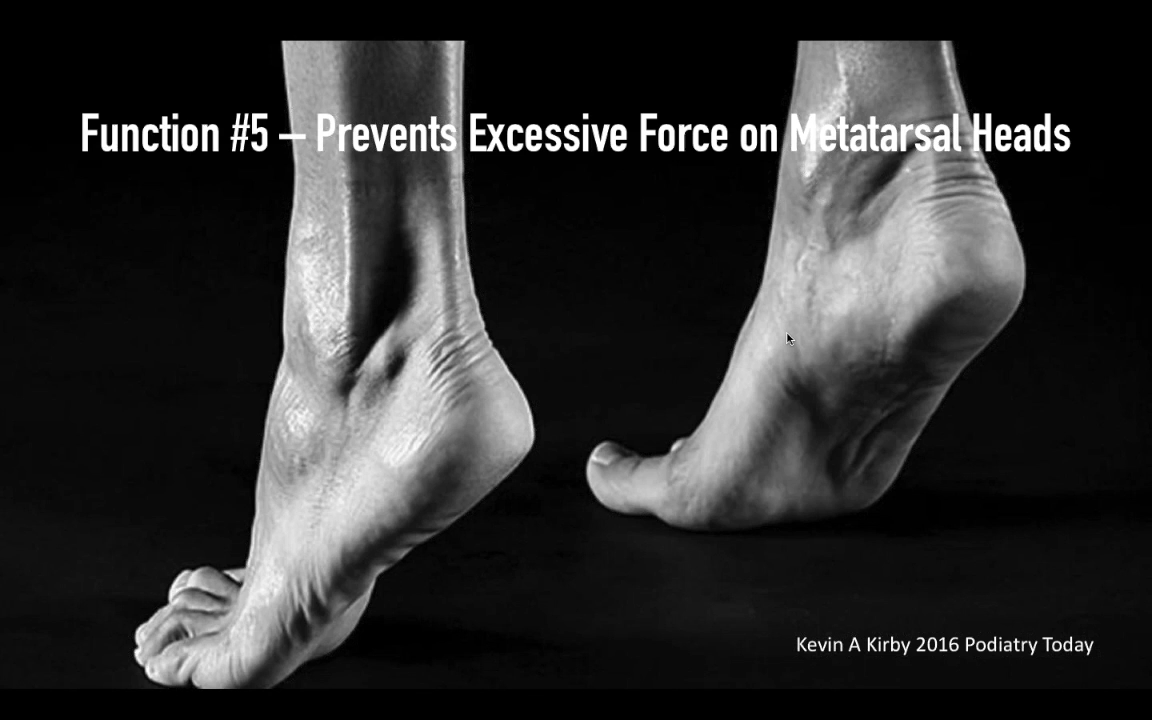 Function #5 – Prevents Excessive Force on Metatarsal Heads
Kevin A Kirby 2016 Podiatry Today